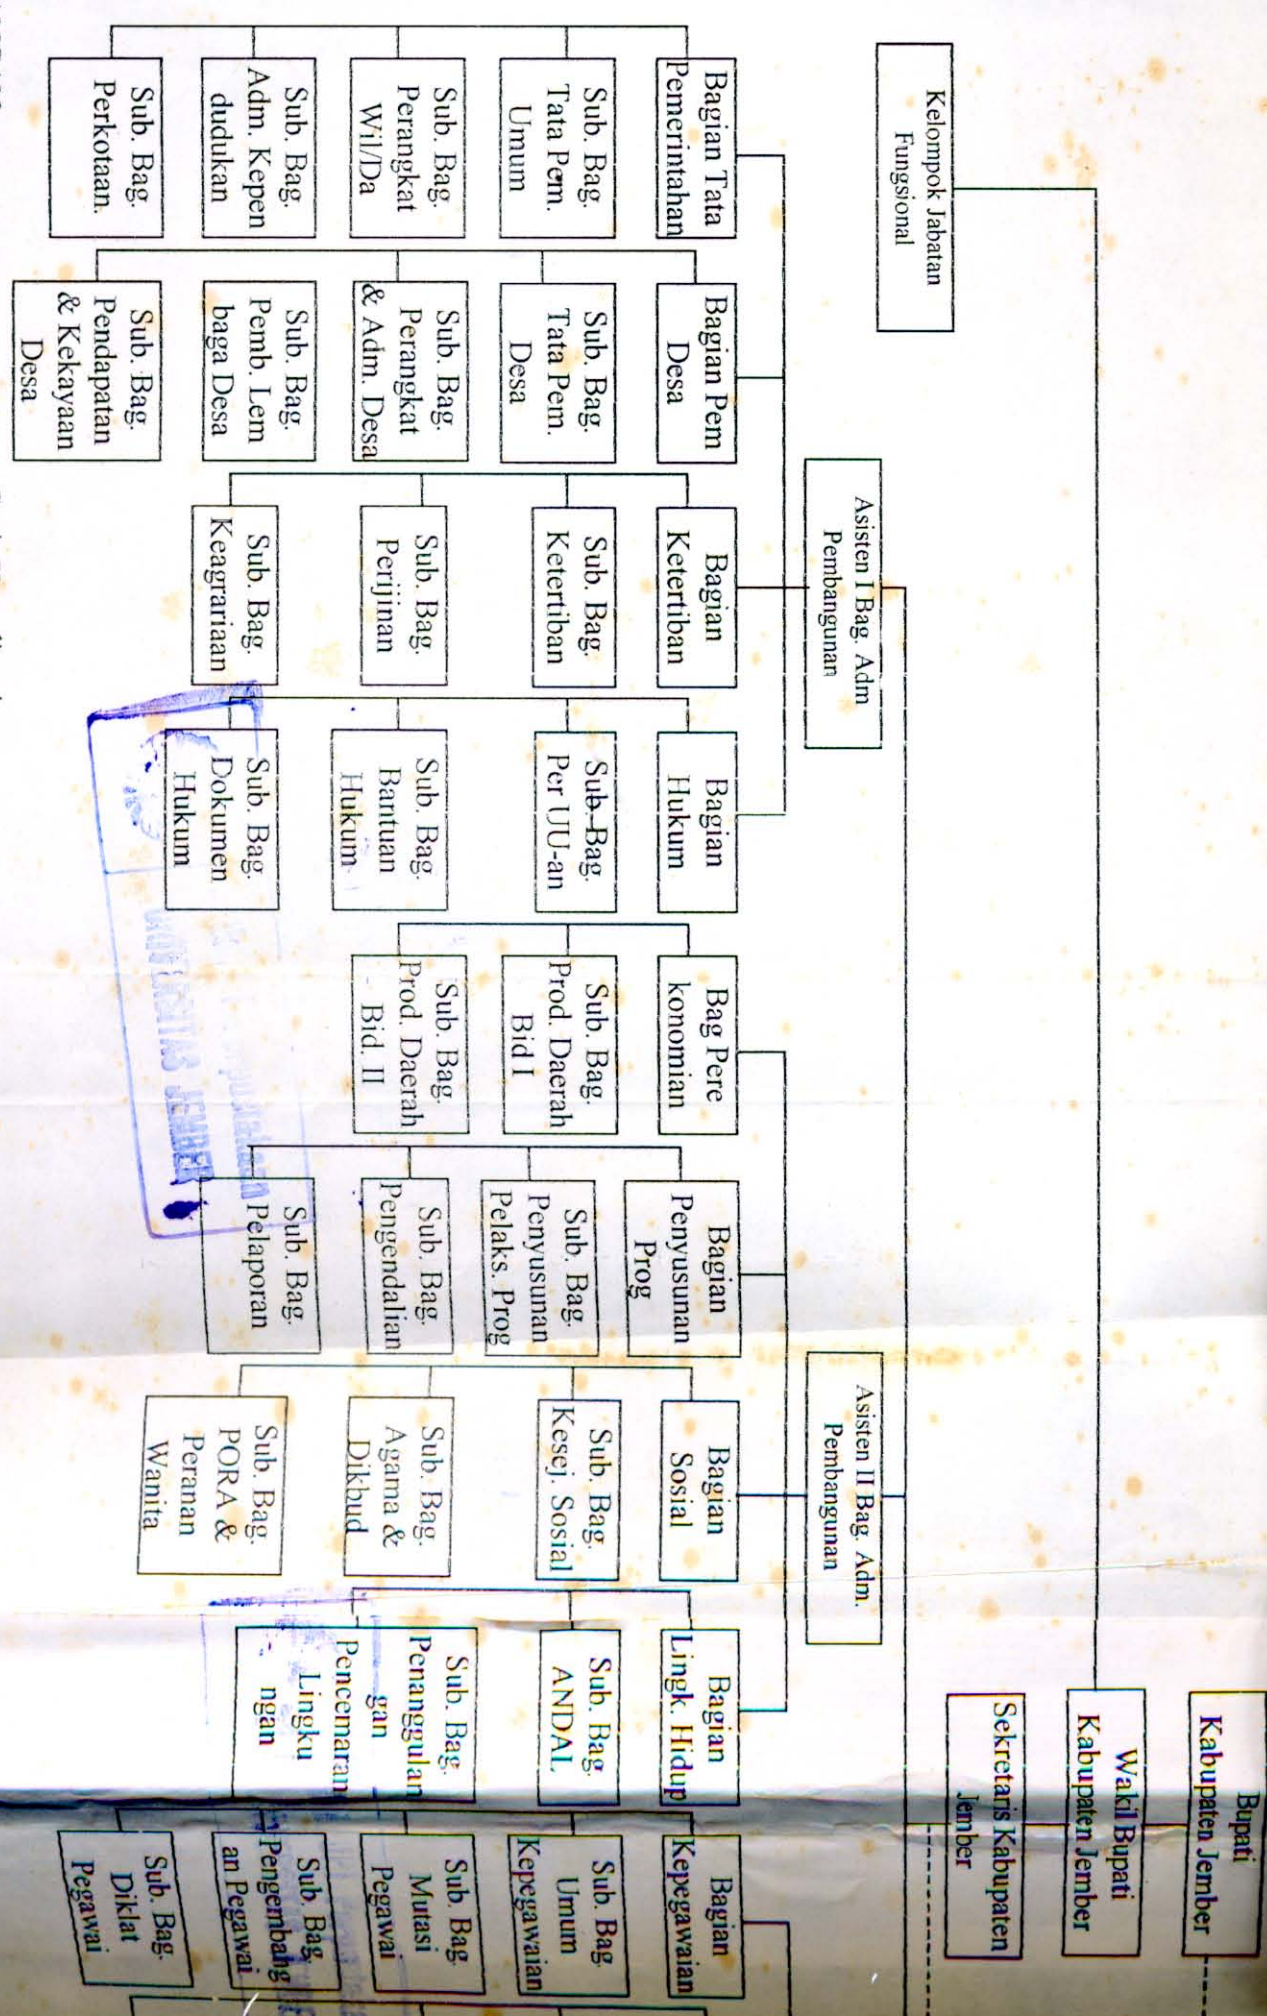 Bupati
Kabupaten Jember
Wakil Bupati
Kabupaten Jember
Sekretaris Kabupaten
Jember
Kelompok Jabatan
Fungsional
Asisten I Bag. Adm
Pembangunan
Asisten II Bag. Adm.
Pembangunan
Bagian Tata
Pemerintahan
Sub. Bag.
Tata Pem.
Umum
Sub. Bag.
Perangkat
Wil/Da
Sub. Bag.
Adm. Kepen
dudukan
Sub. Bag.
Perkotaan.
Bagian Pem
Desa
Sub. Bag.
Tata Pem.
Desa
Sub. Bag.
Perangkat
& Adm. Desa
Sub. Bag.
Pemb. Lem
baga Desa
Sub. Bag.
Pendapatan
& Kekayaan
Desa
Bagian
Ketertiban
Sub. Bag.
Ketertiban
Sub. Bag.
Perijinan
Sub. Bag.
Keagrariaan
Bagian
Hukum
Sub. Bag.
Per UU-an
Sub. Bag.
Bantuan
Hukum
Sub. Bag.
Dokumen
Hukum
Bag Pere
konomian
Sub. Bag.
Prod. Daerah
Bid I
Sub. Bag.
Prod. Daerah
Bid. II
Bagian
Penyusunan
Prog
Sub. Bag
Penyusunan
Pelaks. Prog
Sub. Bag.
Pengendalian
Sub. Bag.
Pelaporan
Bagian
Sosial
Sub. Bag.
Kesej. Sosial
Sub. Bag.
Agama &
Dikbud
Sub. Bag.
PORA &
Peranan
Wanita
Bagian
Lingk. Hidup
Sub. Bag.
ANDAL
Sub. Bag.
Penanggulan
gan
Pencemaran
Lingku
ngan
Bagian
Kepegawaian
Sub. Bag.
Umum
Kepegawaian
Sub. Bag
Mutasi
Pegawai
Sub. Bag.
Pengembang
an Pegawai
Sub. Bag.
Diklat
Pegawai
UNIVERSITAS JEMBER